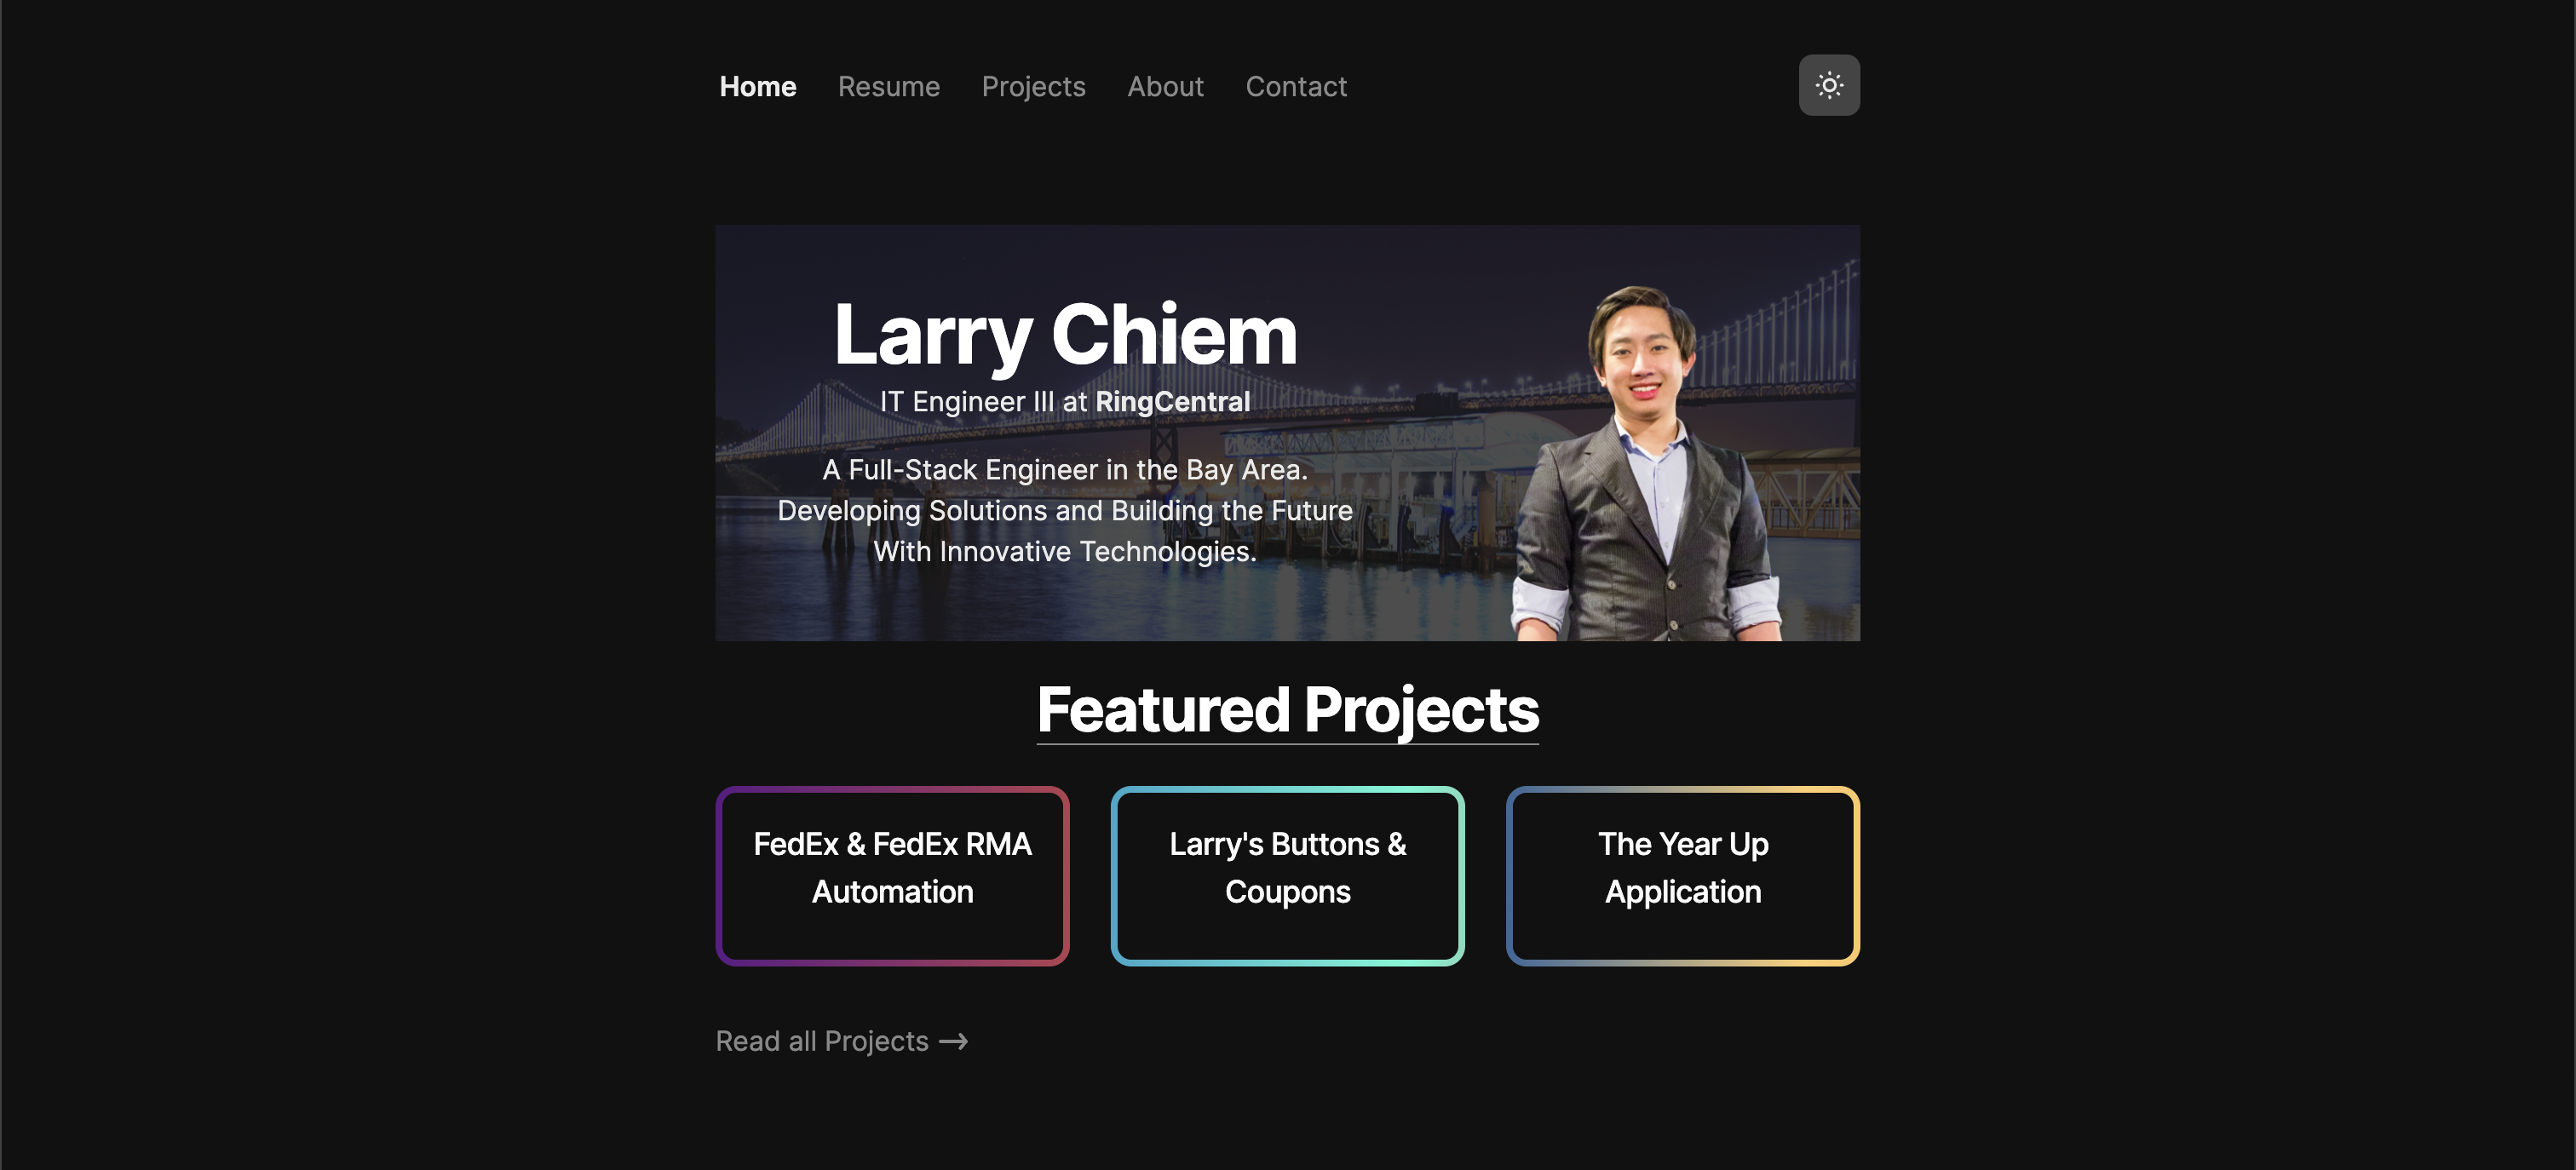 Home Resume Projects About Contact
Larry Chiem
IT Engineer III at RingCentral
A Full-Stack Engineer in the Bay Area.
Developing Solutions and Building the Future
With Innovative Technologies.
Featured Projects
FedEx & FedEx RMA
Automation
Larry's Buttons &
Coupons
The Year Up
Application
Read all Projects →